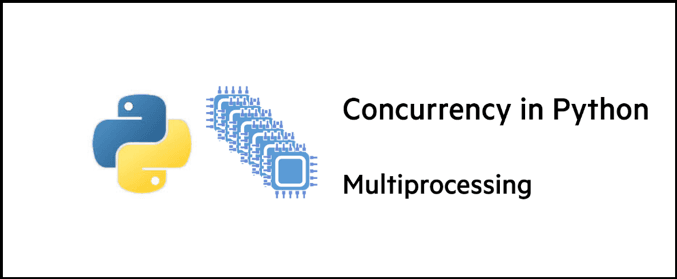 Concurrency in Python
Multiprocessing